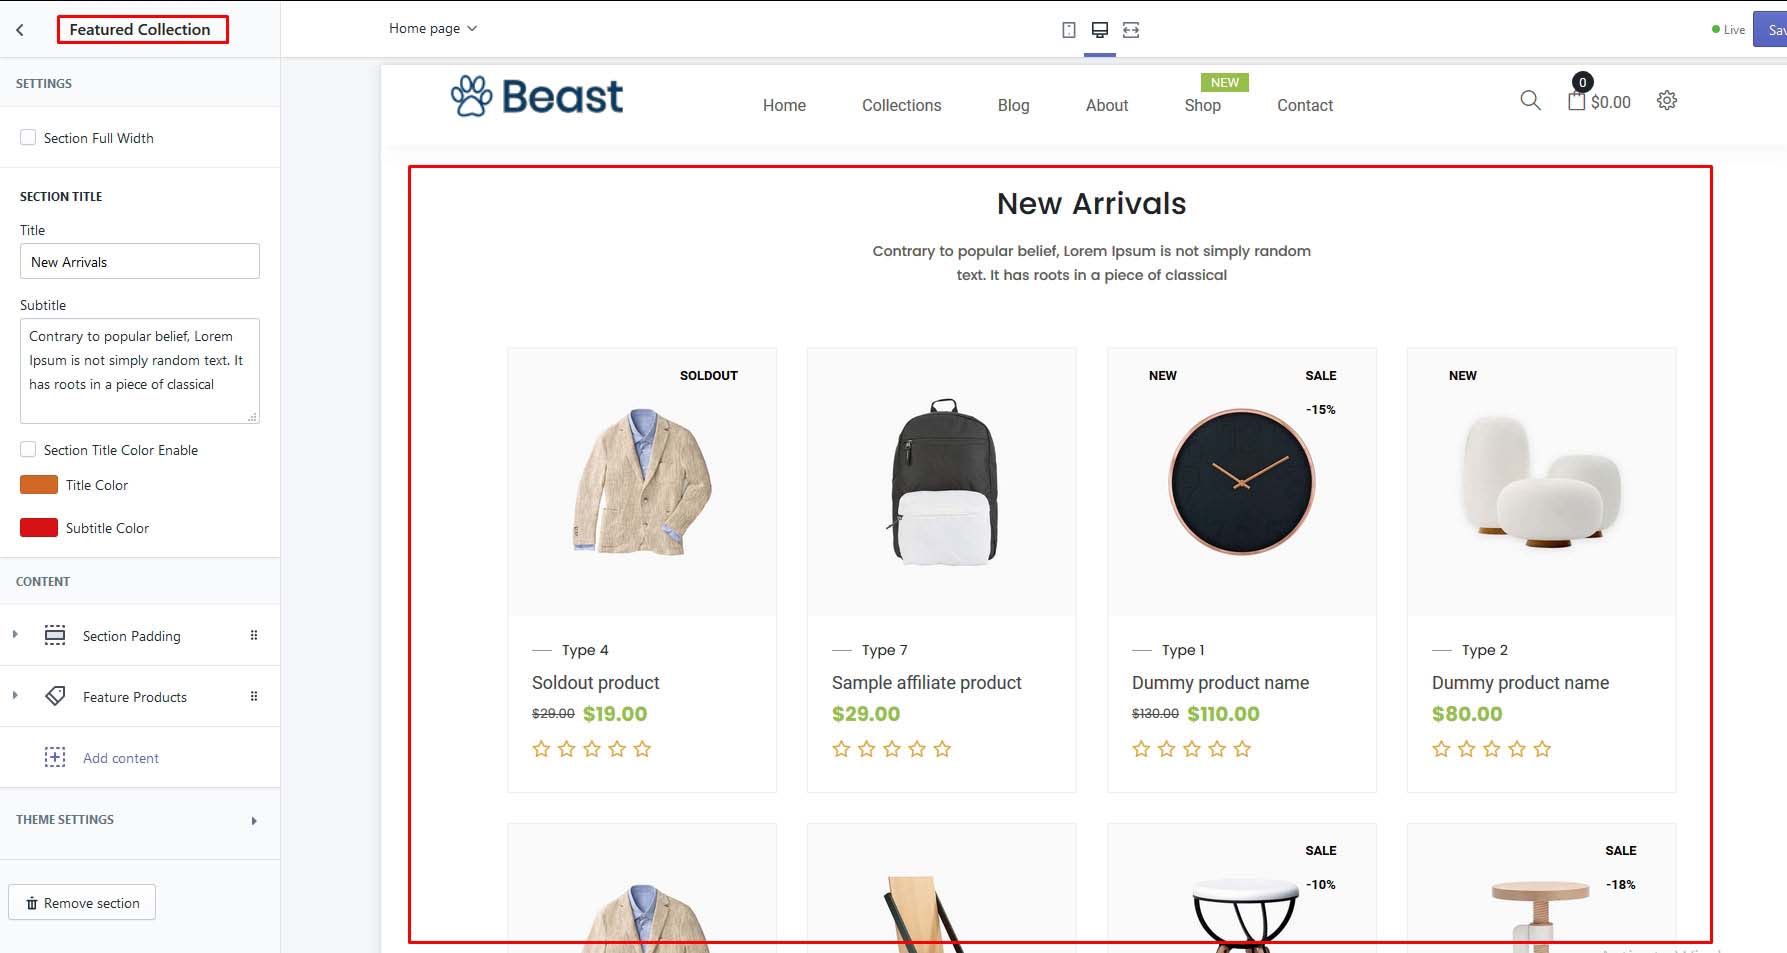 Featured Collection
Home page
Live
Sav
SETTINGS
Section Full Width
SECTION TITLE
Title
New Arrivals
Subtitle
Contrary to popular belief, Lorem
Ipsum is not simply random text. It
has roots in a piece of classical
Section Title Color Enable
Title Color
Subtitle Color
CONTENT
Section Padding
Feature Products
Add content
THEME SETTINGS
Remove section
Beast
Home
Collections
Blog
About
NEW
Shop
Contact
0
$0.00
New Arrivals
Contrary to popular belief, Lorem Ipsum is not simply random
text. It has roots in a piece of classical
SOLDOUT
Type 4
Soldout product
$29.00 $19.00
Type 7
Sample affiliate product
$29.00
NEW SALE
-15%
Type 1
Dummy product name
$130.00 $110.00
NEW
Type 2
Dummy product name
$80.00
SALE
-10%
SALE
-18%